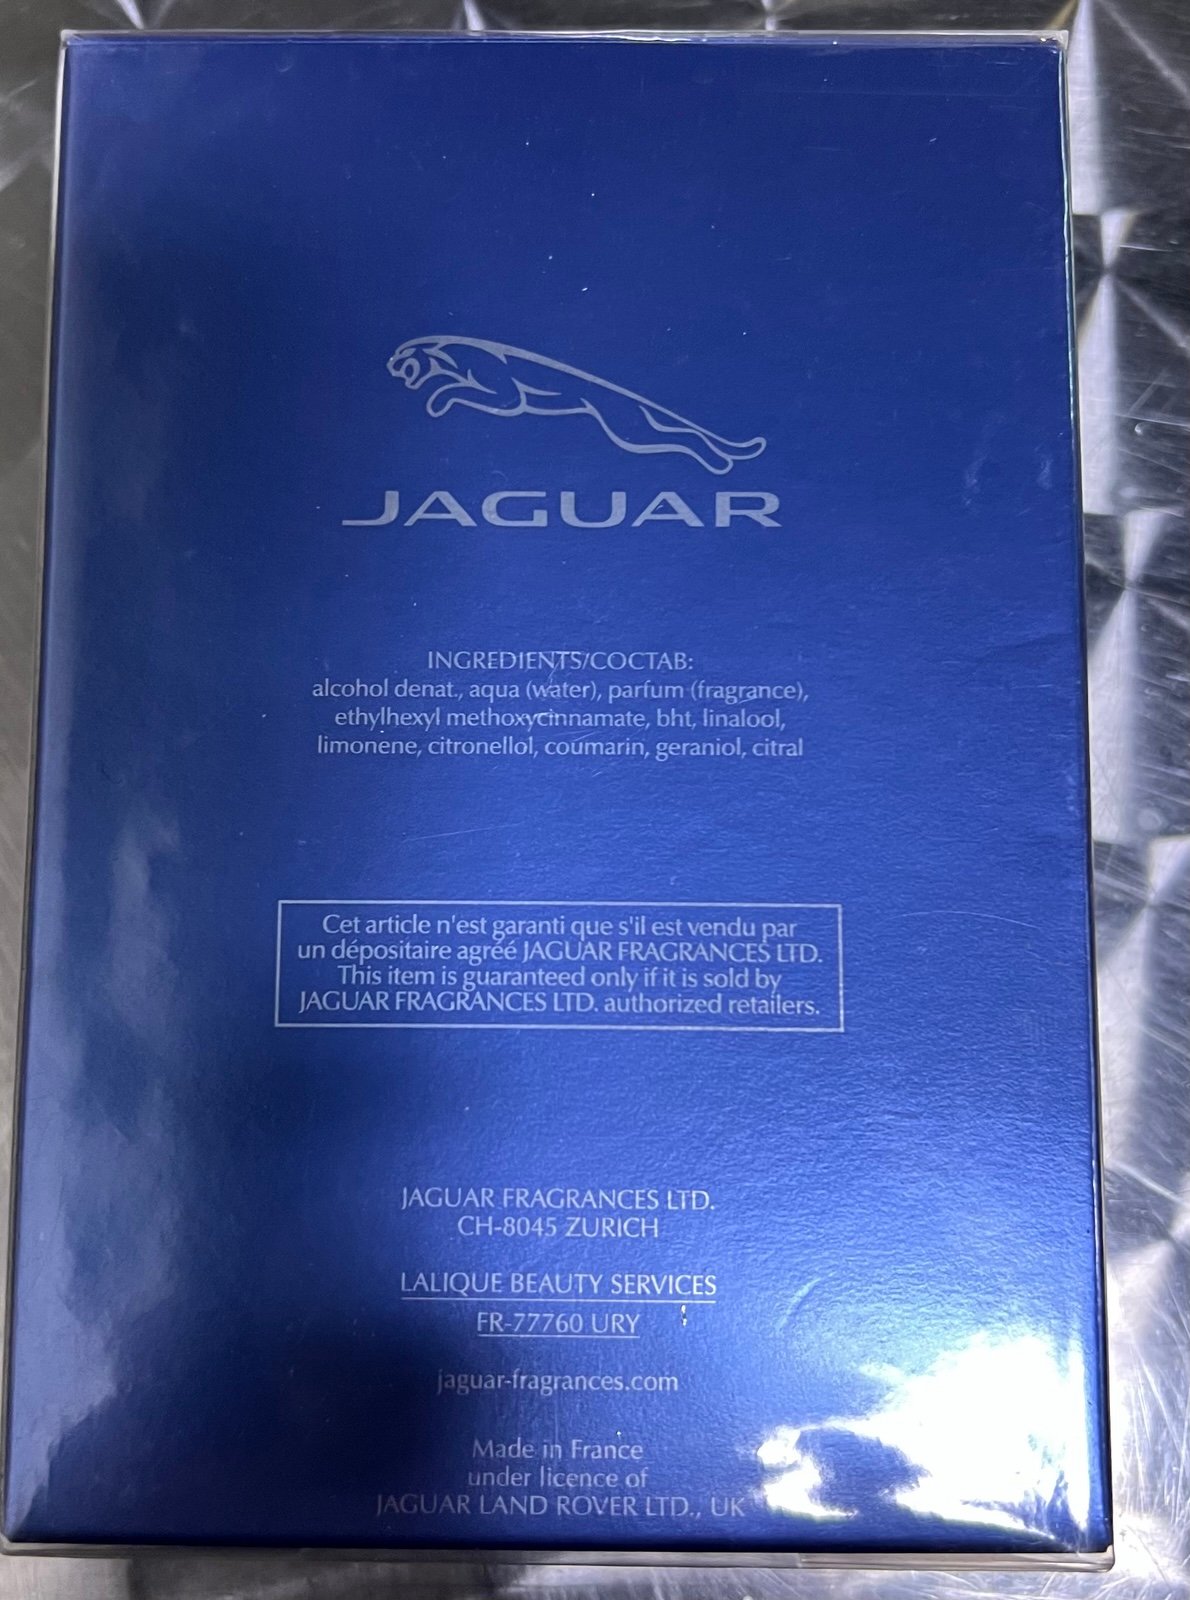 JAGUAR
INGREDIENTS/COCTAB:
alcohol denat., aqua (water), parfum (fragrance),
ethylhexyl methoxycinnamate, bht, linalool,
limonene, citronellol, coumarin, geraniol, citral
Cet article n'est garanti que s'il est vendu par
un dépositaire agréé JAGUAR FRAGRANCES LTD.
This item is guaranteed only if it is sold by
JAGUAR FRAGRANCES LTD. authorized retailers.
JAGUAR FRAGRANCES LTD.
CH-8045 ZURICH
LALIQUE BEAUTY SERVICES
FR-77760 URY
jaguar-fragrances.com
Made in France
under licence of
JAGUAR LAND ROVER LTD., UK